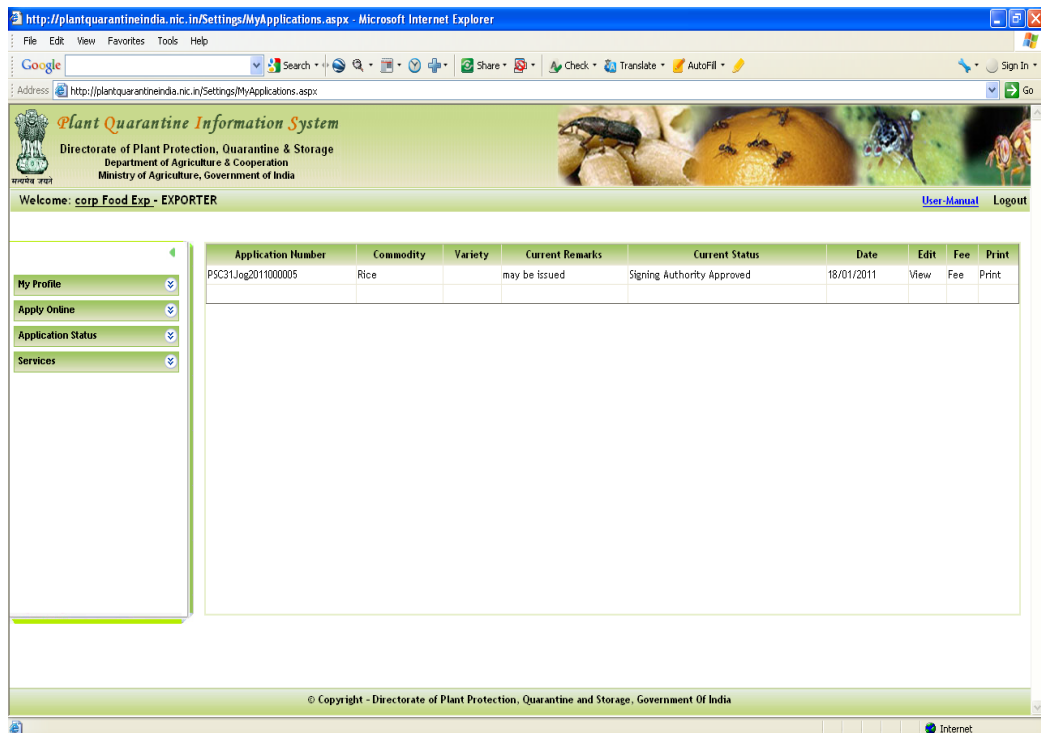 http://plantquarantineindia.nic.in/Settings/MyApplications.aspx - Microsoft Internet Explorer
File Edit View Favorites Tools Help
Google Search Share Check Translate AutoFill Sign In
Address http://plantquarantineindia.nic.in/Settings/MyApplications.aspx Go
Plant Quarantine Information System
Directorate of Plant Protection, Quarantine & Storage
Department of Agriculture & Cooperation
Ministry of Agriculture, Government of India
सत्यमेव जयते
Welcome: corp Food Exp - EXPORTER User-Manual Logout
My Profile
Apply Online
Application Status
Services
Application Number Commodity Variety Current Remarks Current Status Date Edit Fee Print
PSC31Jog2011000005 Rice may be issued Signing Authority Approved 18/01/2011 View Fee Print
© Copyright - Directorate of Plant Protection, Quarantine and Storage, Government Of India
Internet